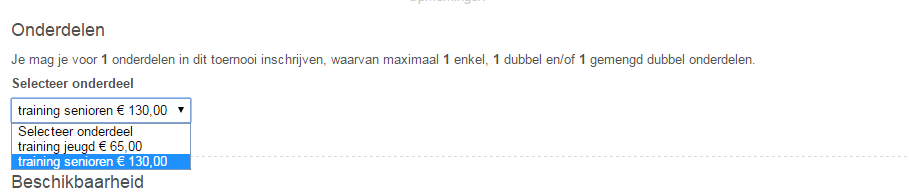 Onderdelen
Je mag je voor 1 onderdelen in dit toernooi inschrijven, waarvan maximaal 1 enkel, 1 dubbel en/of 1 gemengd dubbel onderdelen.
Selecteer onderdeel
training senioren € 130,00
Selecteer onderdeel
training jeugd € 65,00
training senioren € 130,00
Beschikbaarheid